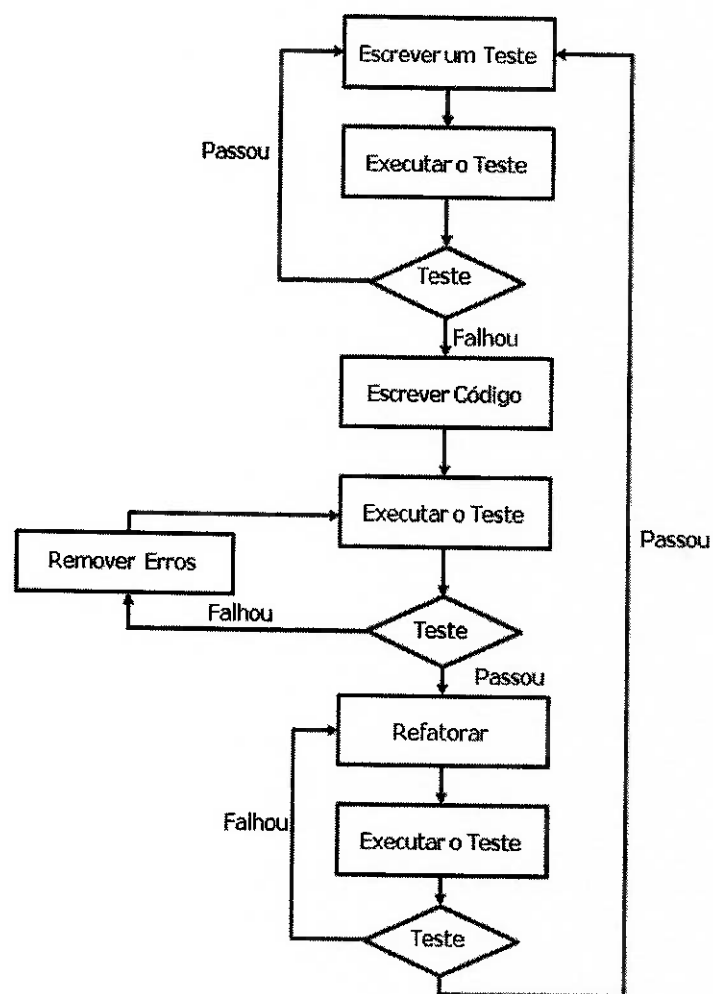 Escrever um Teste
Passou
Executar o Teste
Teste
Falhou
Escrever Código
Executar o Teste
Passou
Remover Erros
Falhou
Teste
Passou
Refatorar
Falhou
Executar o Teste
Teste